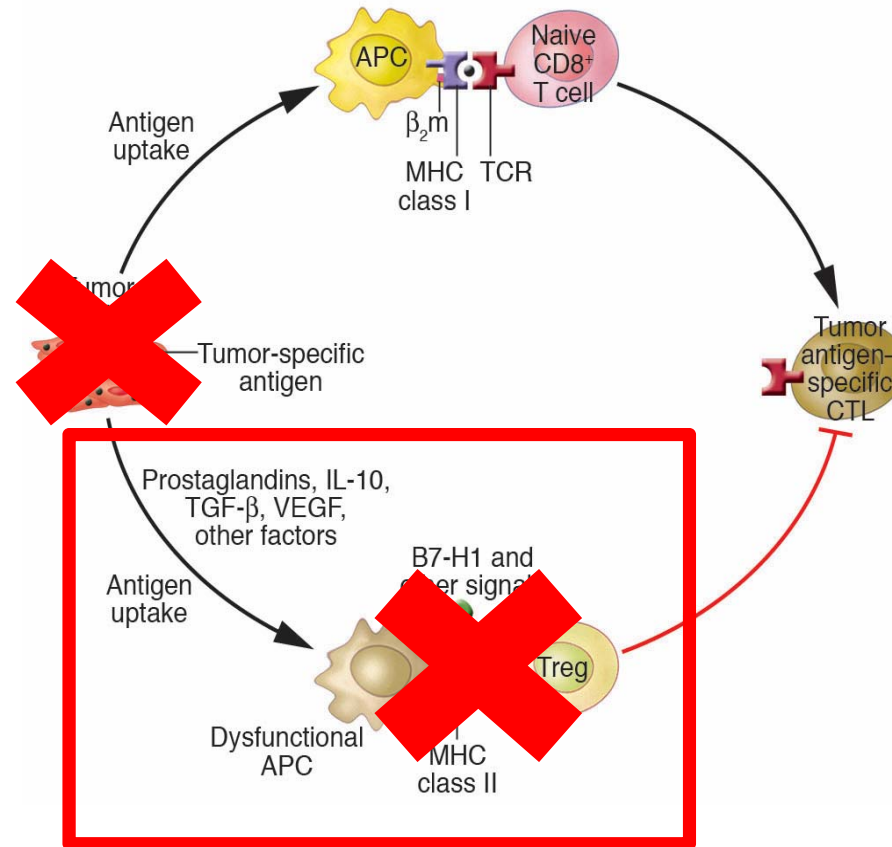 APC
Naive
CD8⁺
T cell
β₂m
MHC
class I
TCR
Antigen
uptake
Tumor-specific
antigen
Tumor
antigen–
specific
CTL
Prostaglandins, IL-10,
TGF-β, VEGF,
other factors
Antigen
uptake
B7-H1 and
Treg
Dysfunctional
APC
MHC
class II